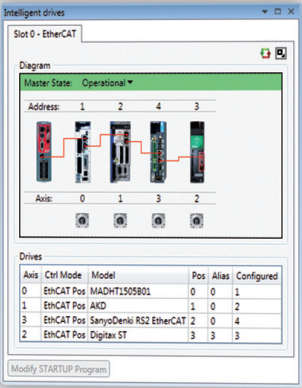 Intelligent drives
Slot 0 - EtherCAT
Diagram
Master State: Operational
Address: 1 2 4 3
Axis: 0 1 3 2
Drives
Axis Ctrl Mode Model Pos Alias Configured
0 EthCAT Pos MADHT1505B01 0 0 1
1 EthCAT Pos AKD 1 0 2
3 EthCAT Pos SanyoDenki RS2 EtherCAT 2 0 4
2 EthCAT Pos Digitax ST 3 3 3
Modify STARTUP Program